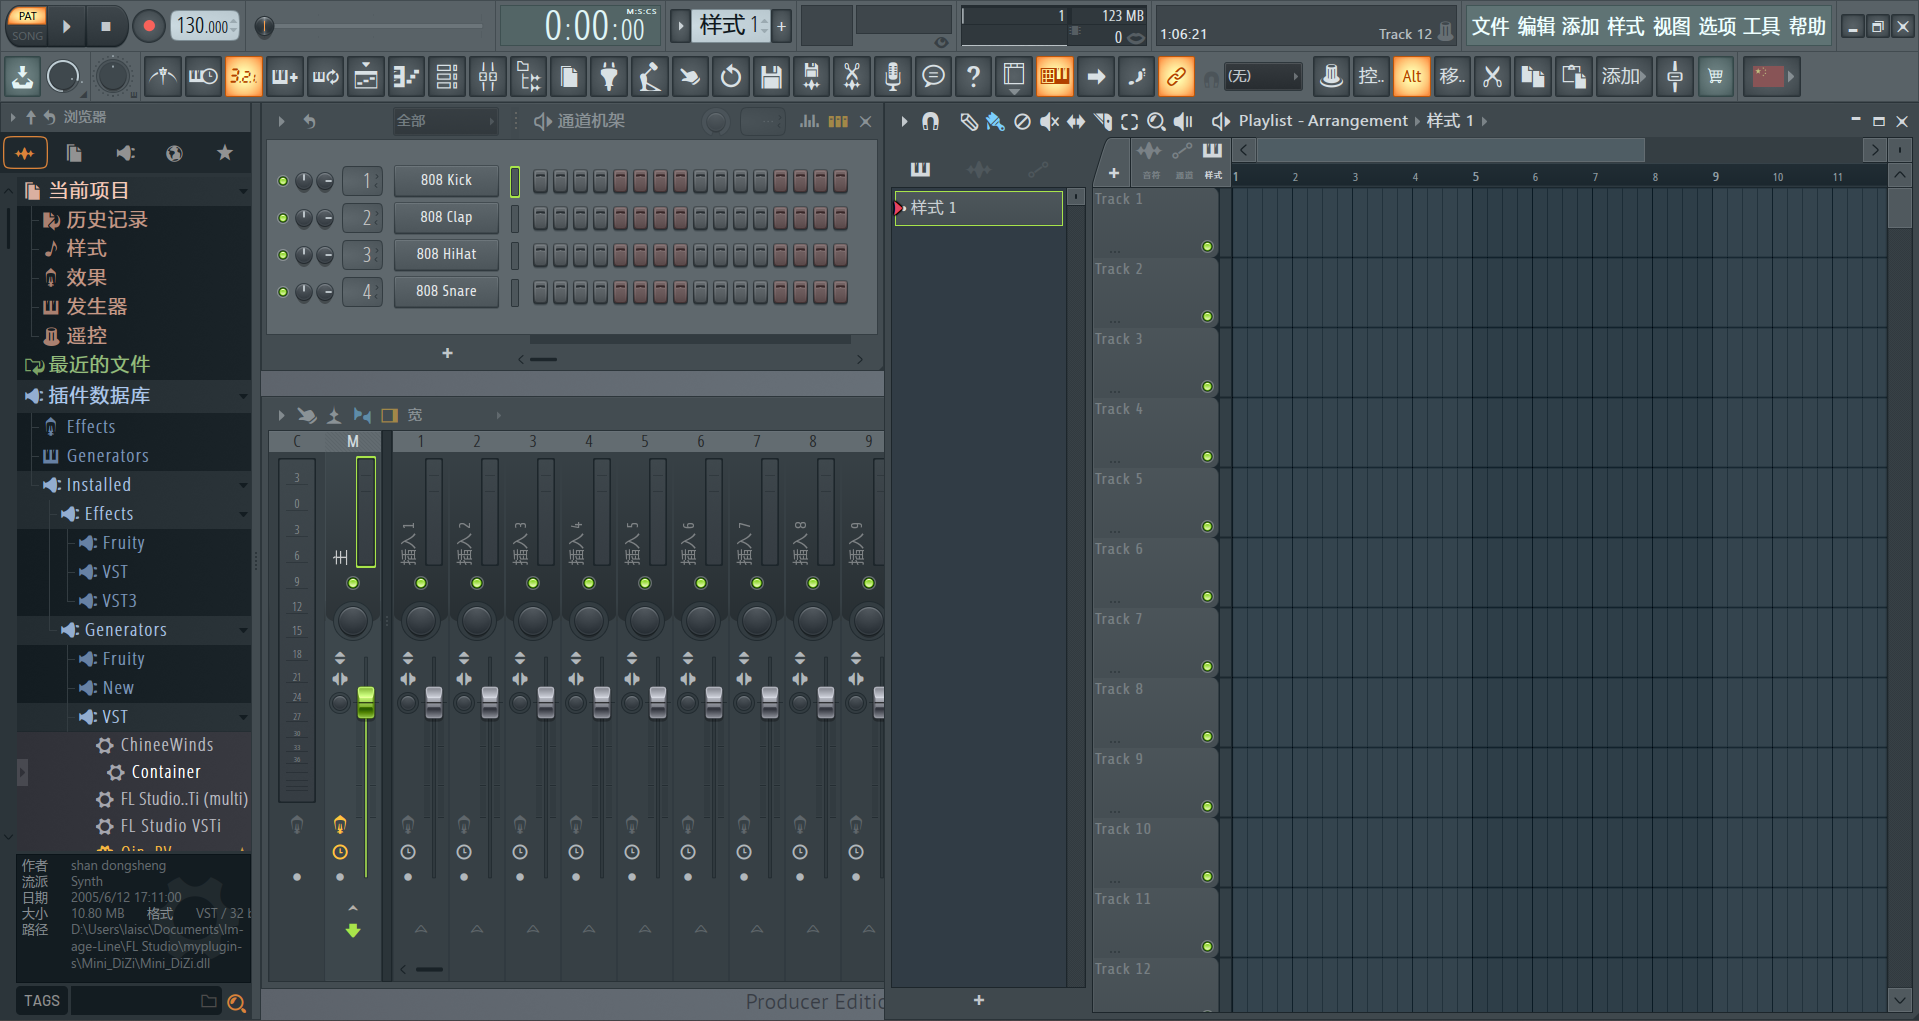 PAT
SONG
130.000
M:S:CS
0:00:00
样式 1
+
1
123 MB
0
1:06:21
Track 12
文件 编辑 添加 样式 视图 选项 工具 帮助
3.2.
(无)
控..
Alt
移..
添加
浏览器
当前项目
历史记录
样式
效果
发生器
遥控
最近的文件
插件数据库
Effects
Generators
Installed
Effects
Fruity
VST
VST3
Generators
Fruity
New
VST
ChineeWinds
Container
FL Studio..Ti (multi)
FL Studio VSTi
作者 shan dongsheng
流派 Synth
日期 2005/6/12 17:11:00
大小 10.80 MB 格式 VST / 32 b
路径 D:\Users\laisc\Documents\Im-
age-Line\FL Studio\myplugin-
s\Mini_DiZi\Mini_DiZi.dll
TAGS
全部
通道机架
1 808 Kick
2 808 Clap
3 808 HiHat
4 808 Snare
+
宽
C M 1 2 3 4 5 6 7 8 9
3
0
3
6
9
12
15
18
21
24
27
30
33
36
主
插入 1
插入 2
插入 3
插入 4
插入 5
插入 6
插入 7
插入 8
插入 9
Producer Editio
Playlist - Arrangement
样式 1
音符 通道 样式
1 2 3 4 5 6 7 8 9 10 11
样式 1
+
Track 1
Track 2
Track 3
Track 4
Track 5
Track 6
Track 7
Track 8
Track 9
Track 10
Track 11
Track 12
+